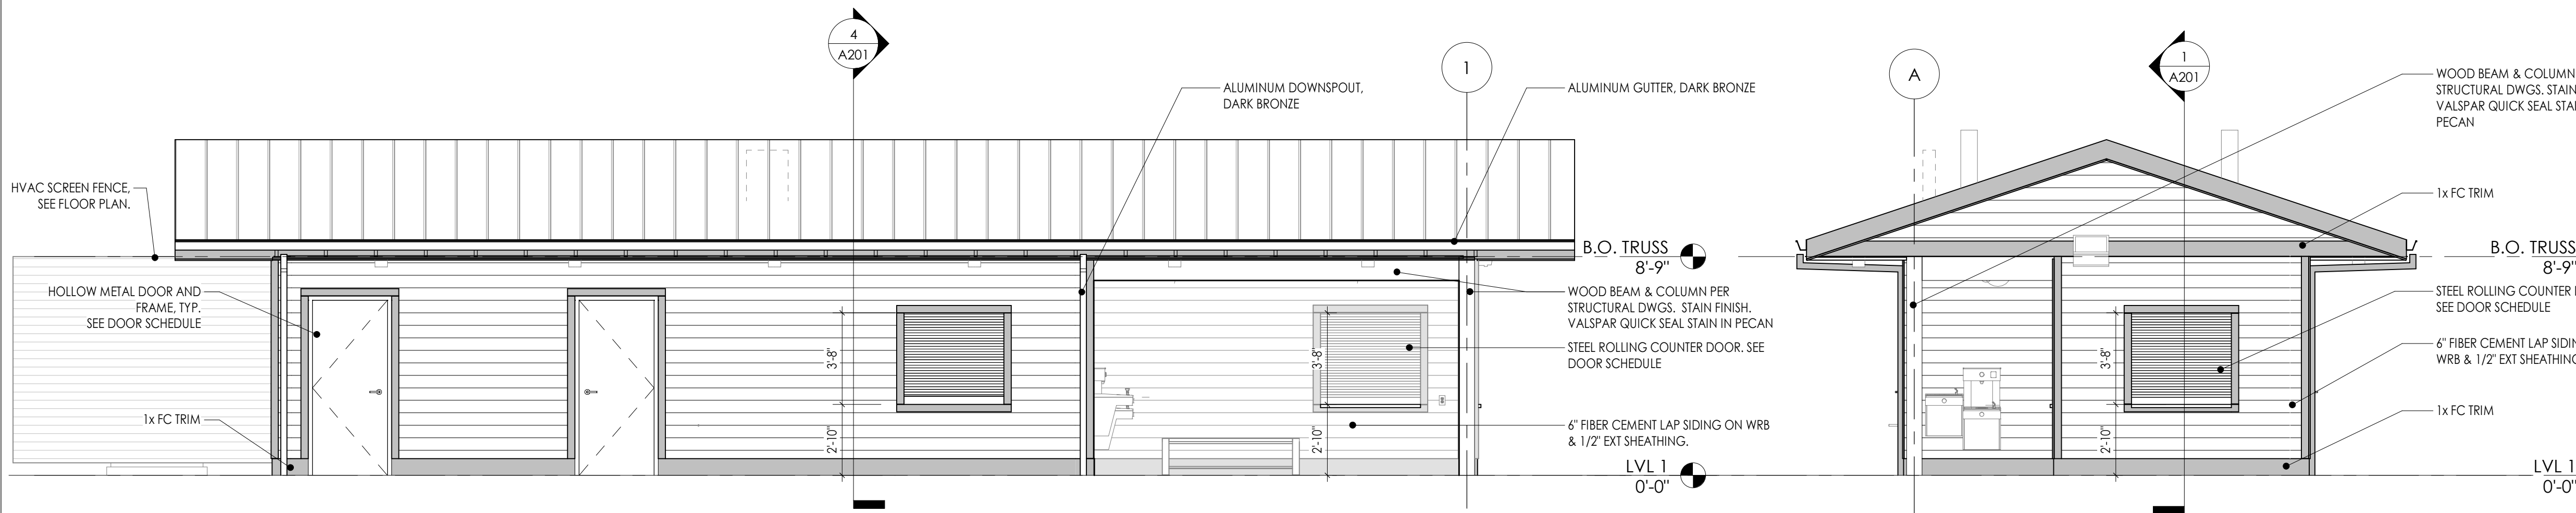 4
A201
1
A
1
A201
ALUMINUM DOWNSPOUT,
DARK BRONZE
ALUMINUM GUTTER, DARK BRONZE
WOOD BEAM & COLUMN
STRUCTURAL DWGS. STAIN
VALSPAR QUICK SEAL
PECAN
HVAC SCREEN FENCE,
SEE FLOOR PLAN.
1x FC TRIM
B.O. TRUSS
8'-9"
B.O. TRUSS
8'-9"
HOLLOW METAL DOOR AND
FRAME, TYP.
SEE DOOR SCHEDULE
WOOD BEAM & COLUMN PER
STRUCTURAL DWGS. STAIN FINISH.
VALSPAR QUICK SEAL STAIN IN PECAN
STEEL ROLLING COUNTER
SEE DOOR SCHEDULE
3'-8"
3'-8"
3'-8"
STEEL ROLLING COUNTER DOOR. SEE
DOOR SCHEDULE
6" FIBER CEMENT LAP
WRB & 1/2" EXT
1x FC TRIM
1x FC TRIM
2'-10"
2'-10"
2'-10"
6" FIBER CEMENT LAP SIDING ON WRB
& 1/2" EXT SHEATHING.
LVL 1
0'-0"
LVL 1
0'-0"